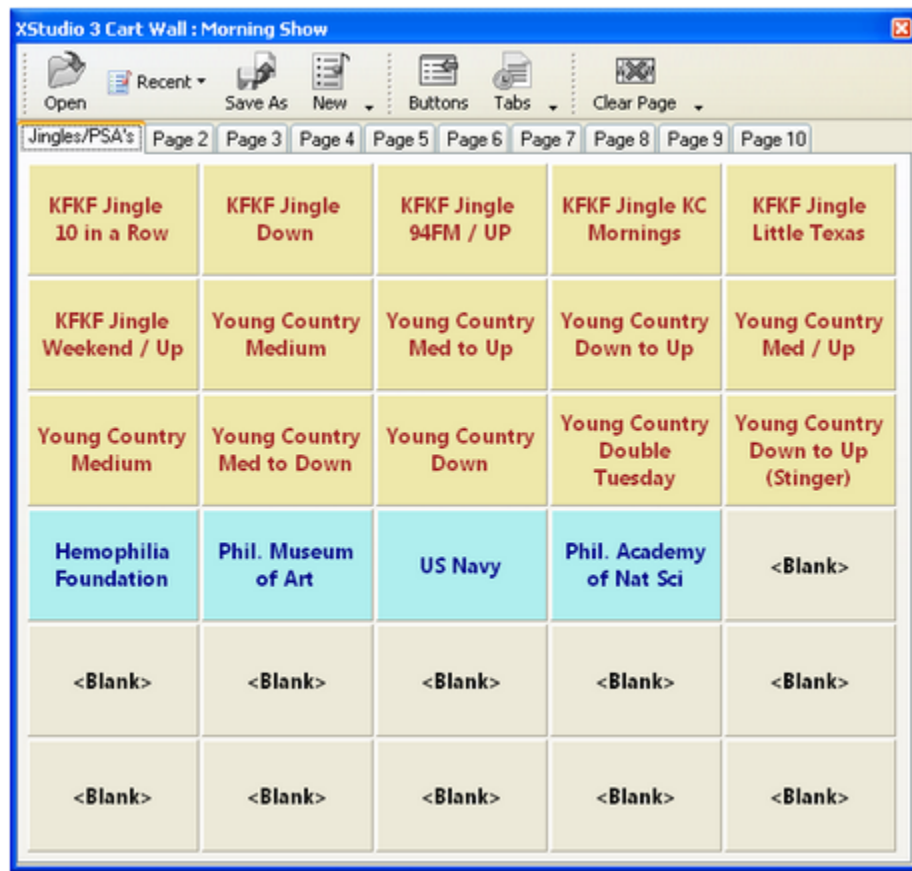 XStudio 3 Cart Wall : Morning Show
Open Recent Save As New Buttons Tabs Clear Page
Jingles/PSA's Page 2 Page 3 Page 4 Page 5 Page 6 Page 7 Page 8 Page 9 Page 10
KFKF Jingle
10 in a Row
KFKF Jingle
Down
KFKF Jingle
94FM / UP
KFKF Jingle KC
Mornings
KFKF Jingle
Little Texas
KFKF Jingle
Weekend / Up
Young Country
Medium
Young Country
Med to Up
Young Country
Down to Up
Young Country
Med / Up
Young Country
Medium
Young Country
Med to Down
Young Country
Down
Young Country
Double
Tuesday
Young Country
Down to Up
(Stinger)
Hemophilia
Foundation
Phil. Museum
of Art
US Navy
Phil. Academy
of Nat Sci
<Blank>
<Blank>
<Blank>
<Blank>
<Blank>
<Blank>
<Blank>
<Blank>
<Blank>
<Blank>
<Blank>